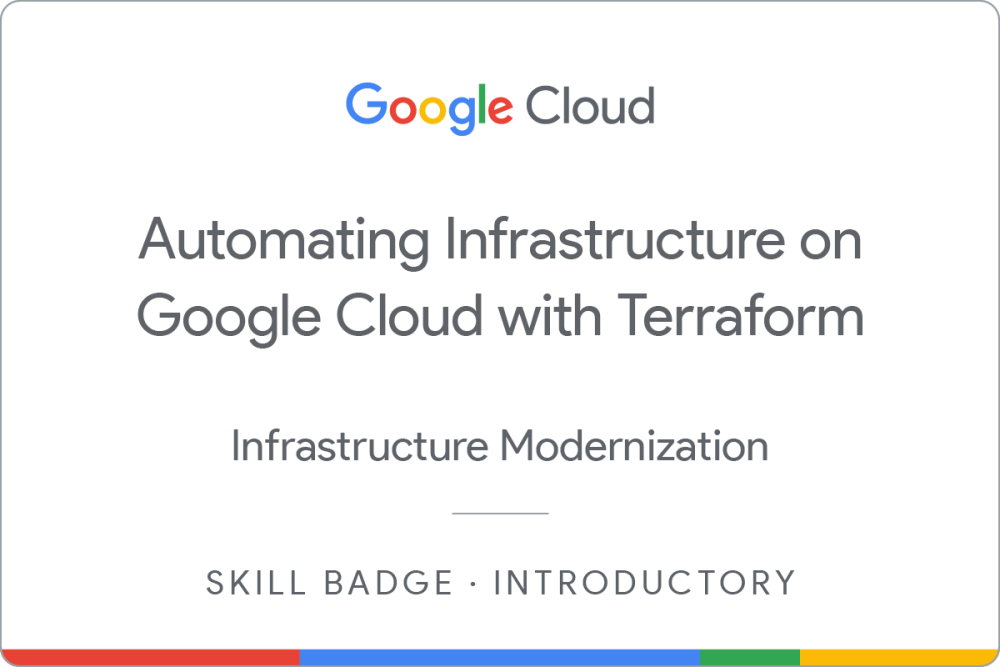 Google Cloud
Automating Infrastructure on
Google Cloud with Terraform
Infrastructure Modernization
SKILL BADGE · INTRODUCTORY